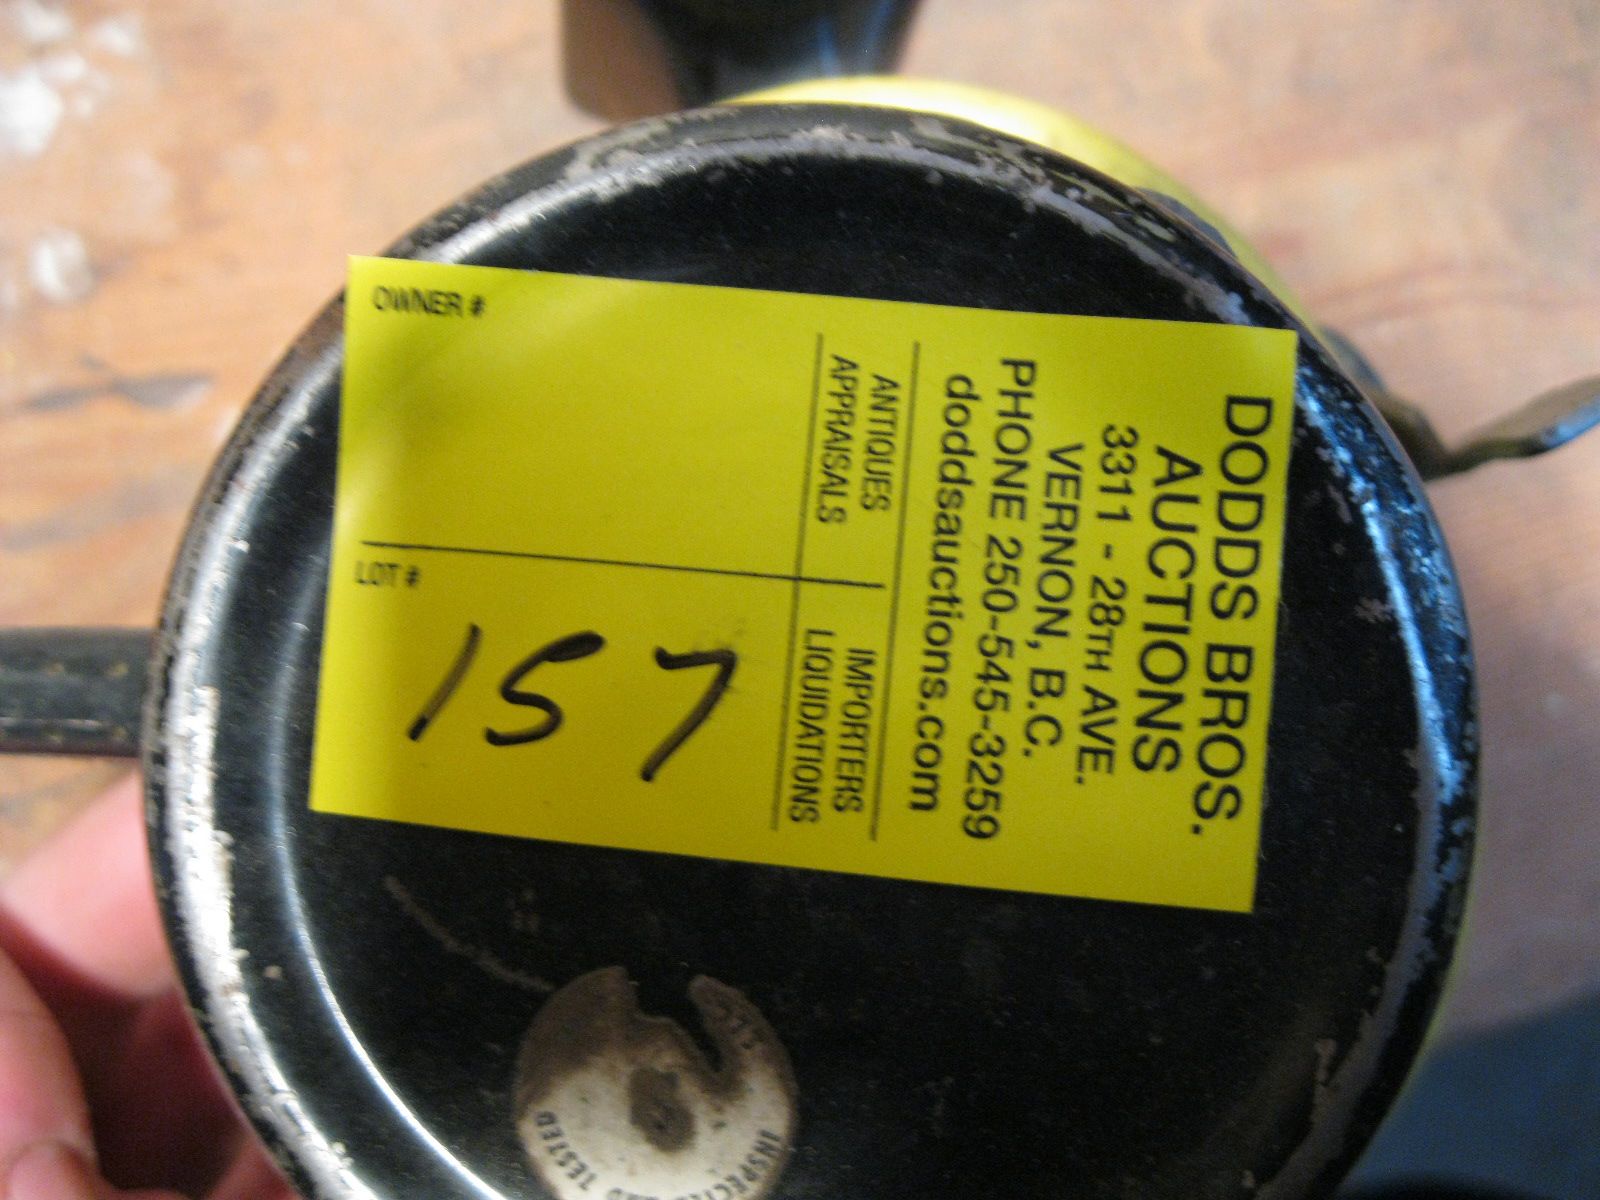 DODDS BROS.
AUCTIONS
3311 - 28TH AVE.
VERNON, B.C.
PHONE 250-545-3259
doddsauctions.com
ANTIQUES
APPRAISALS
IMPORTERS
LIQUIDATIONS
OWNER #
LOT #
157
INSPECTED AND TESTED